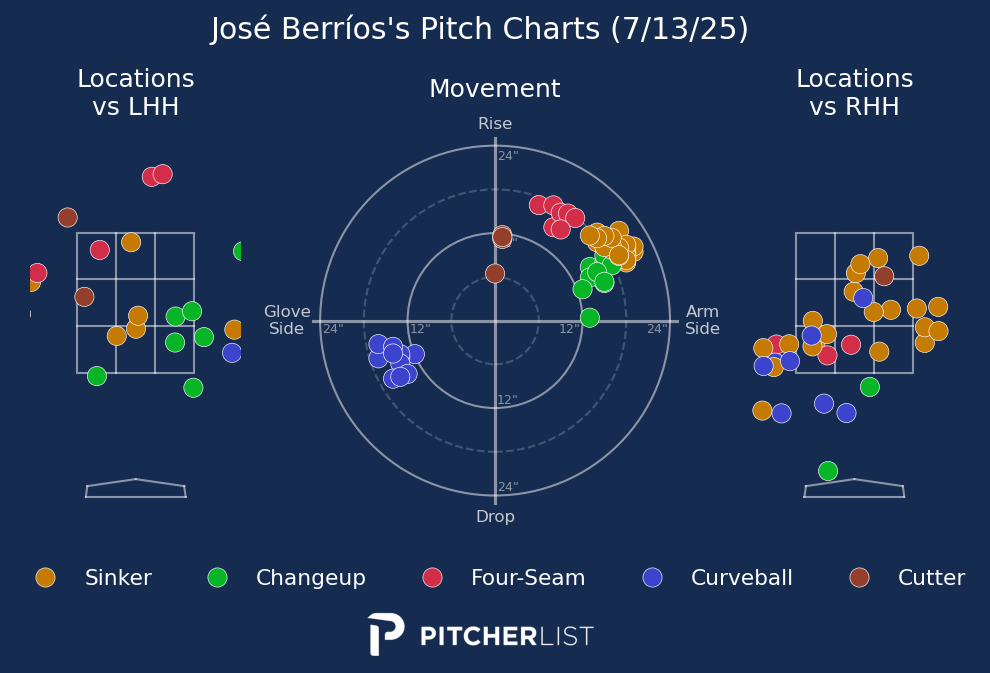 José Berríos's Pitch Charts (7/13/25)
Locations
vs LHH
Movement
Locations
vs RHH
Rise
24"
Glove
Side
24"
12"
12"
24"
Arm
Side
12"
24"
Drop
Sinker
Changeup
Four-Seam
Curveball
Cutter
PITCHERLIST